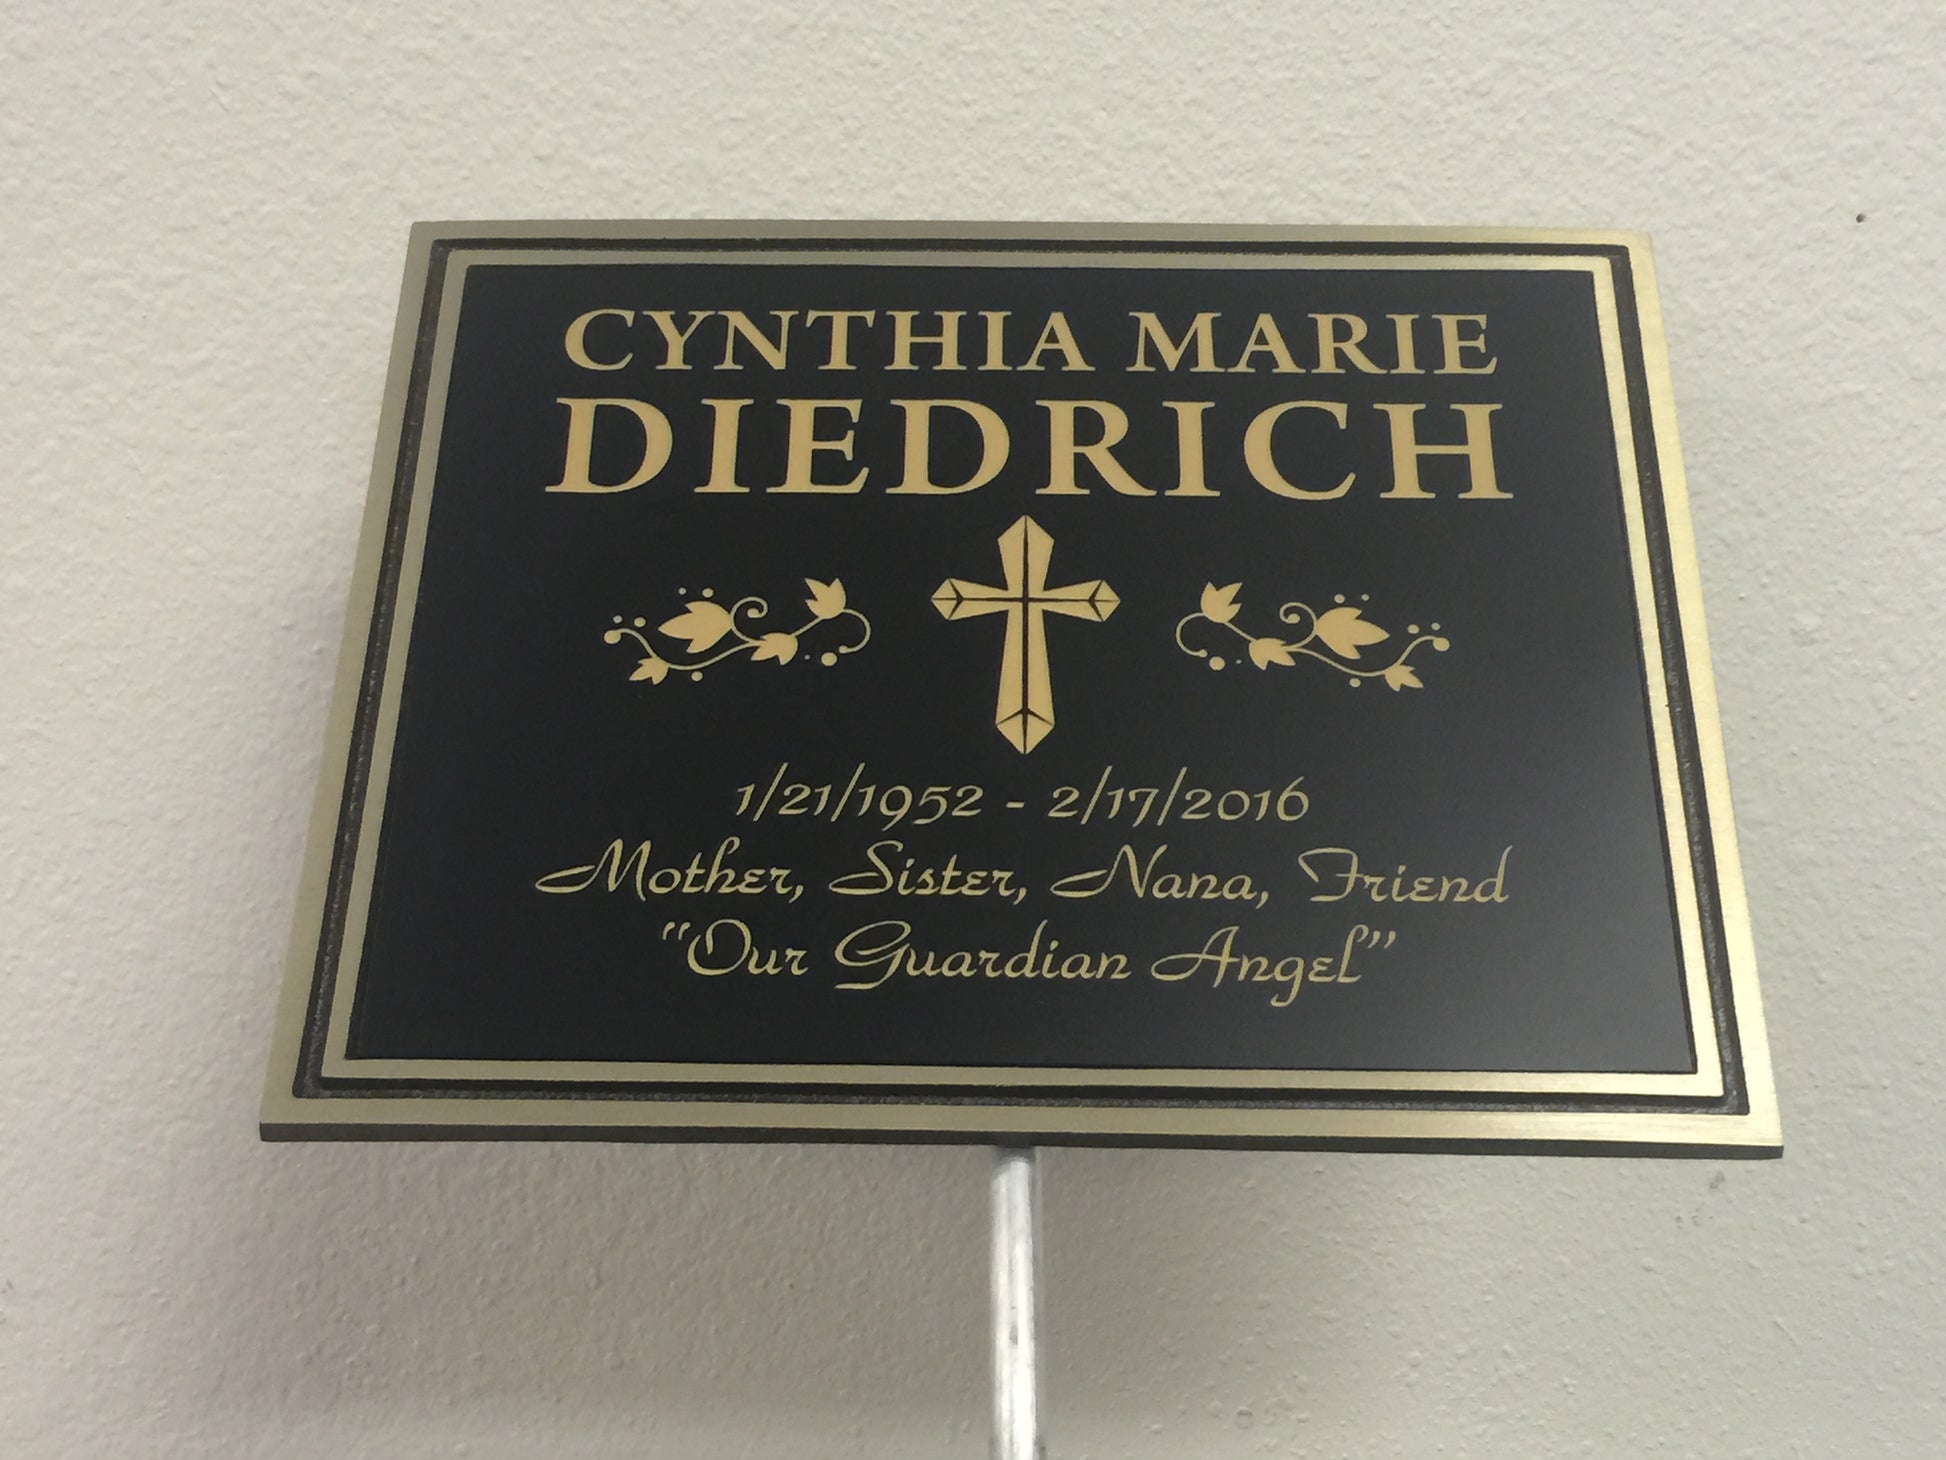 CYNTHIA MARIE
DIEDRICH
1/21/1952 - 2/17/2016
Mother, Sister, Nana, Friend
"Our Guardian Angel"